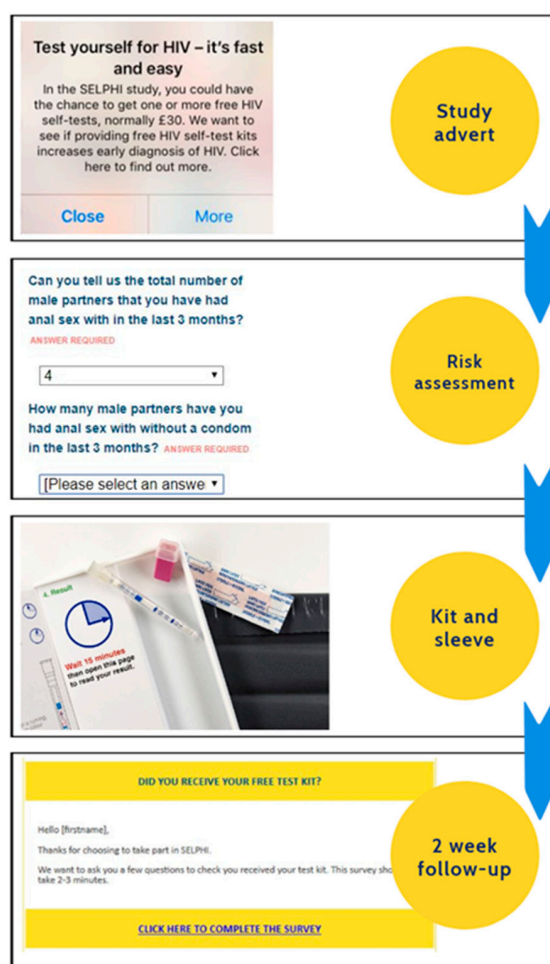 Test yourself for HIV – it's fast
and easy
In the SELPHI study, you could have
the chance to get one or more free HIV
self-tests, normally £30. We want to
see if providing free HIV self-test kits
increases early diagnosis of HIV. Click
here to find out more.
Close More
Study
advert
Can you tell us the total number of
male partners that you have had
anal sex with in the last 3 months?
ANSWER REQUIRED
4
How many male partners have you
had anal sex with without a condom
in the last 3 months? ANSWER REQUIRED
[Please select an answe
Risk
assessment
4. Result
Wait 15 minutes
then open this page
to read your result.
Kit and
sleeve
DID YOU RECEIVE YOUR FREE TEST KIT?
Hello [firstname],
Thanks for choosing to take part in SELPHI.
We want to ask you a few questions to check you received your test kit. This survey sho
take 2-3 minutes.
CLICK HERE TO COMPLETE THE SURVEY
2 week
follow-up